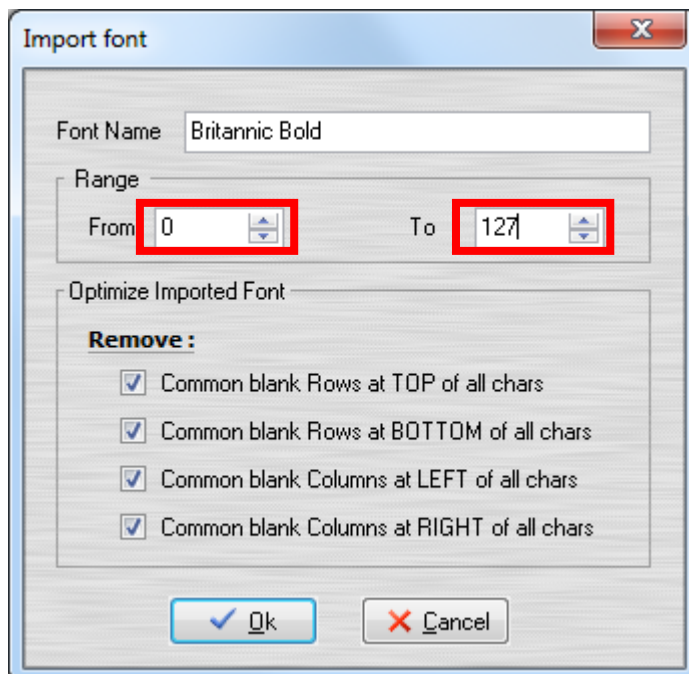 Import font
Font Name Britannic Bold
Range
From 0 To 127
Optimize Imported Font
Remove :
Common blank Rows at TOP of all chars
Common blank Rows at BOTTOM of all chars
Common blank Columns at LEFT of all chars
Common blank Columns at RIGHT of all chars
Ok Cancel